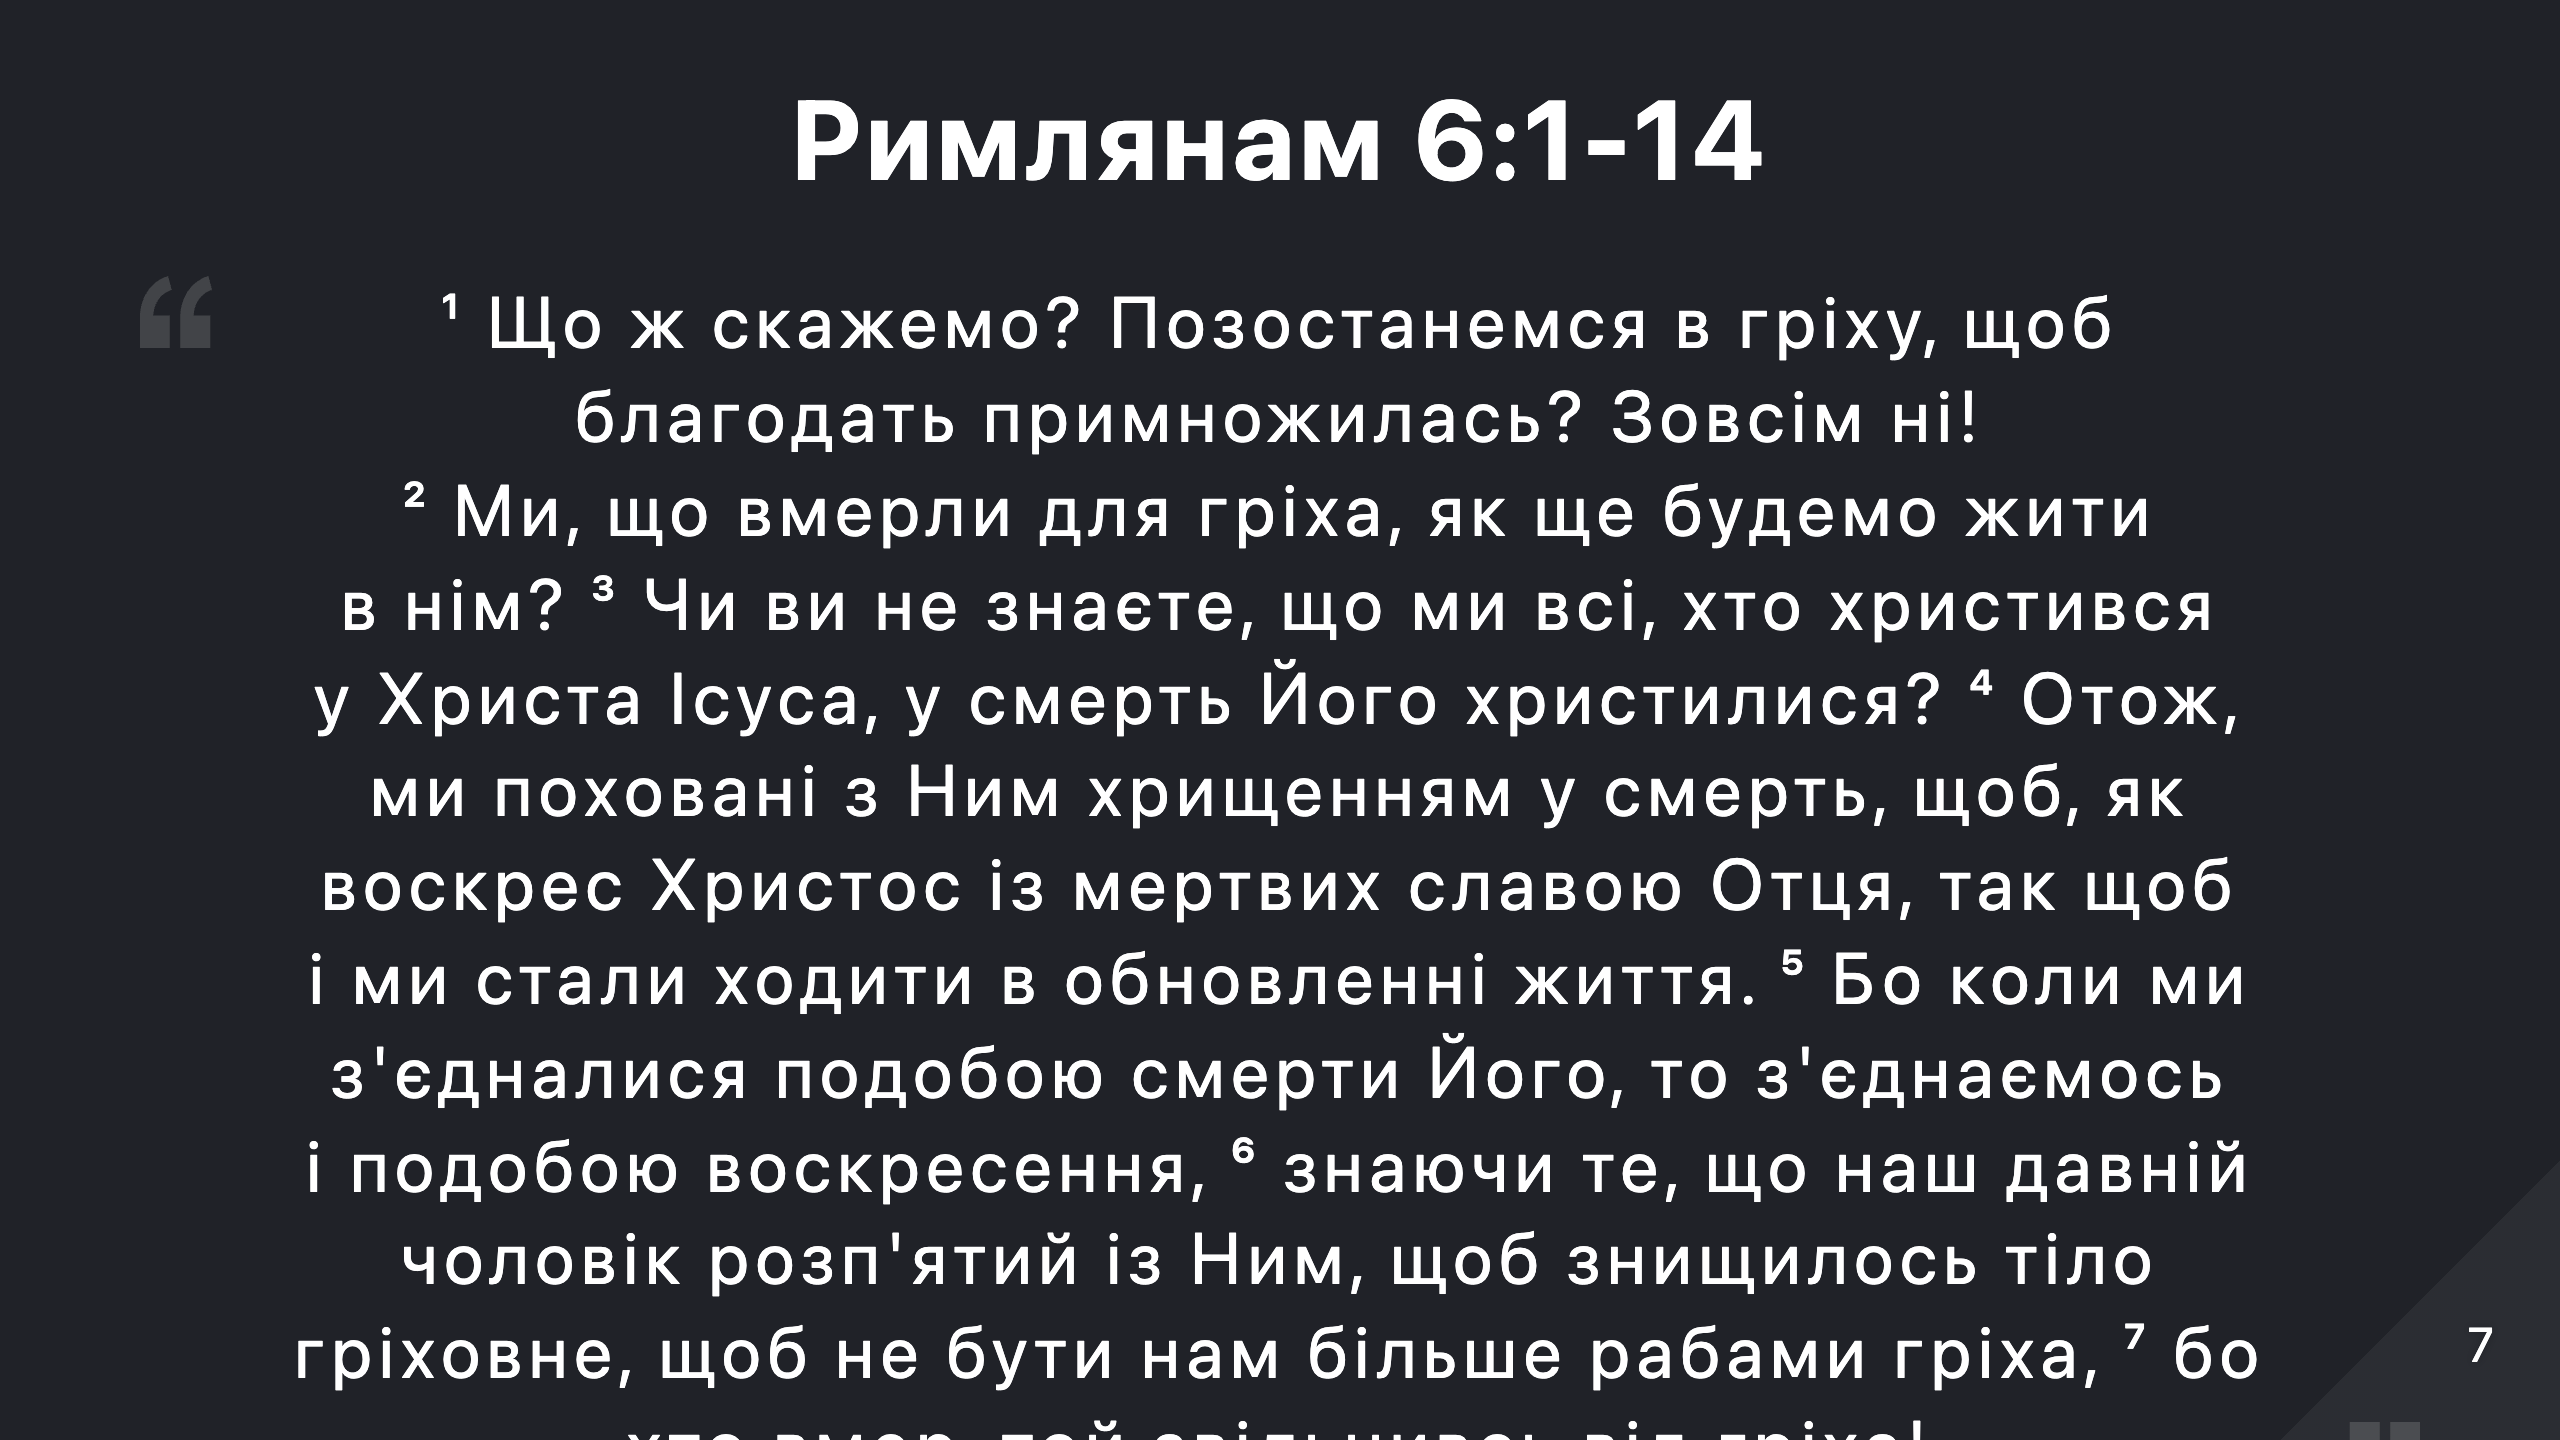 Римлянам 6:1-14
“
¹ Що ж скажемо? Позостанемся в гріху, щоб
благодать примножилась? Зовсім ні!
² Ми, що вмерли для гріха, як ще будемо жити
в нім? ³ Чи ви не знаєте, що ми всі, хто христився
у Христа Ісуса, у смерть Його христилися? ⁴ Отож,
ми поховані з Ним хрищенням у смерть, щоб, як
воскрес Христос із мертвих славою Отця, так щоб
і ми стали ходити в обновленні життя. ⁵ Бо коли ми
з'єдналися подобою смерти Його, то з'єднаємось
і подобою воскресення, ⁶ знаючи те, що наш давній
чоловік розп'ятий із Ним, щоб знищилось тіло
гріховне, щоб не бути нам більше рабами гріха, ⁷ бо
7